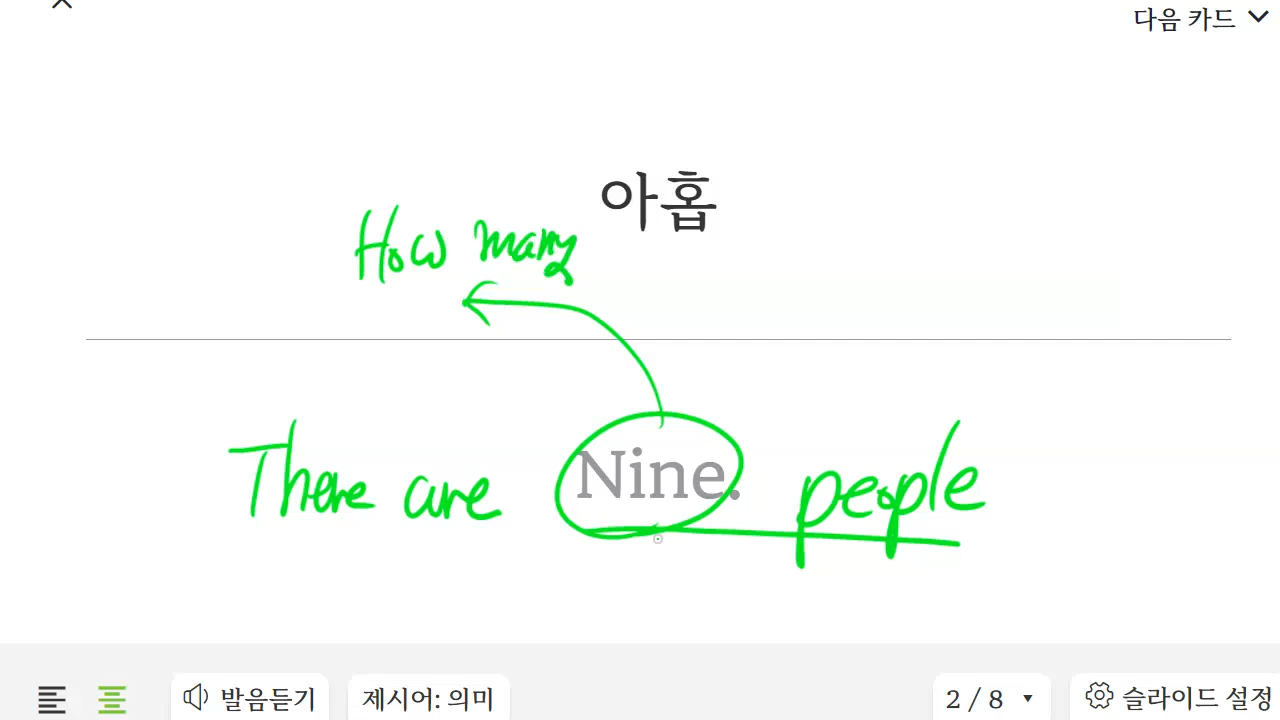 다음 카드
아홉
How many
There are Nine. people
발음듣기 제시어: 의미 2 / 8 슬라이드 설정